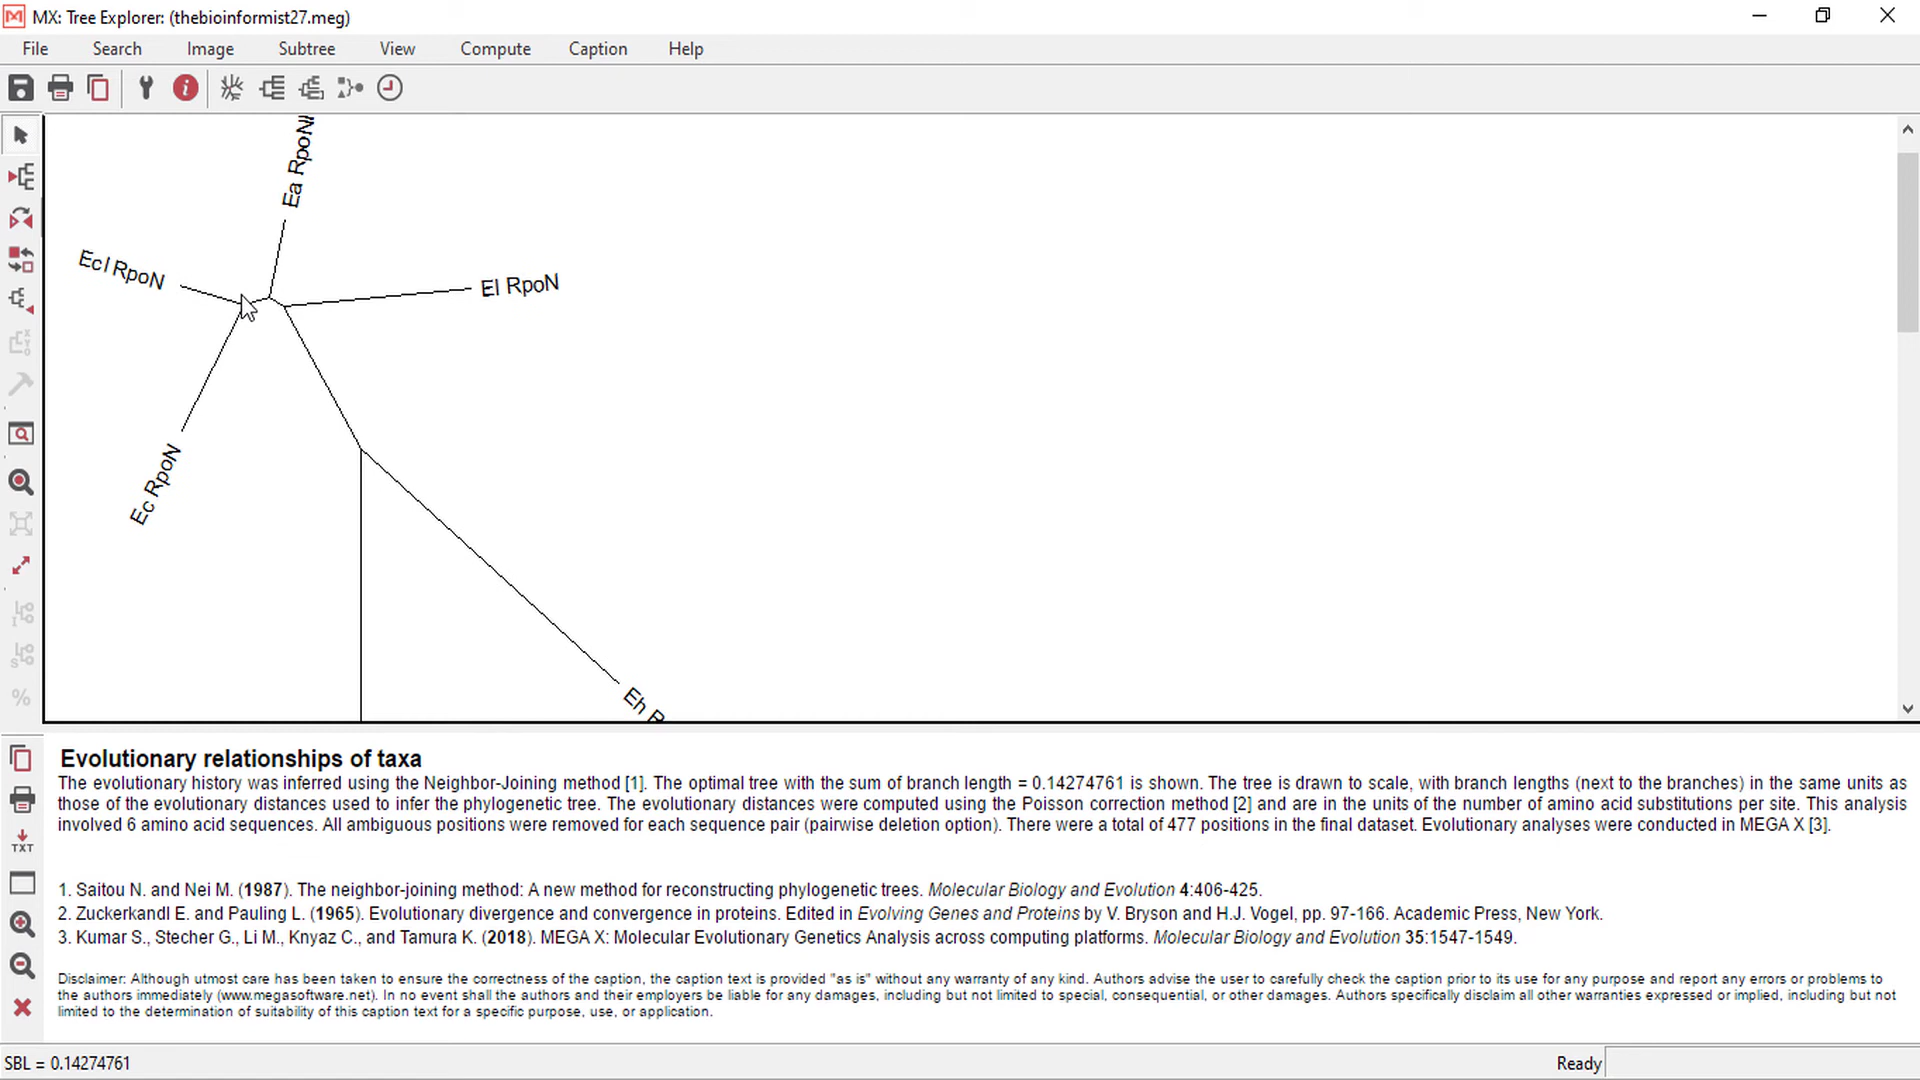 MX: Tree Explorer: (thebioinformist27.meg)
File Search Image Subtree View Compute Caption Help
Ea RpoN
Ecl RpoN
El RpoN
Ec RpoN
Eh R
Evolutionary relationships of taxa
The evolutionary history was inferred using the Neighbor-Joining method [1]. The optimal tree with the sum of branch length = 0.14274761 is shown. The tree is drawn to scale, with branch lengths (next to the branches) in the same units as
those of the evolutionary distances used to infer the phylogenetic tree. The evolutionary distances were computed using the Poisson correction method [2] and are in the units of the number of amino acid substitutions per site. This analysis
involved 6 amino acid sequences. All ambiguous positions were removed for each sequence pair (pairwise deletion option). There were a total of 477 positions in the final dataset. Evolutionary analyses were conducted in MEGA X [3].
1. Saitou N. and Nei M. (1987). The neighbor-joining method: A new method for reconstructing phylogenetic trees. Molecular Biology and Evolution 4:406-425.
2. Zuckerkandl E. and Pauling L. (1965). Evolutionary divergence and convergence in proteins. Edited in Evolving Genes and Proteins by V. Bryson and H.J. Vogel, pp. 97-166. Academic Press, New York.
3. Kumar S., Stecher G., Li M., Knyaz C., and Tamura K. (2018). MEGA X: Molecular Evolutionary Genetics Analysis across computing platforms. Molecular Biology and Evolution 35:1547-1549.
Disclaimer: Although utmost care has been taken to ensure the correctness of the caption, the caption text is provided "as is" without any warranty of any kind. Authors advise the user to carefully check the caption prior to its use for any purpose and report any errors or problems to
the authors immediately (www.megasoftware.net). In no event shall the authors and their employers be liable for any damages, including but not limited to special, consequential, or other damages. Authors specifically disclaim all other warranties expressed or implied, including but not
limited to the determination of suitability of this caption text for a specific purpose, use, or application.
TXT
SBL = 0.14274761
Ready